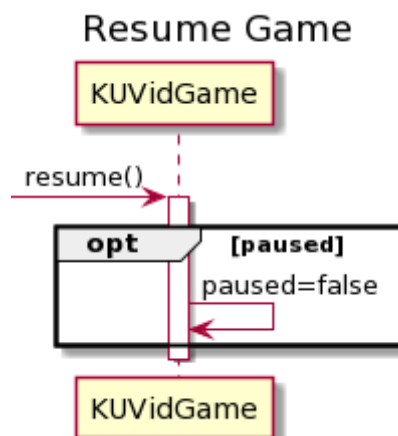 Resume Game
KUVidGame
resume()
opt [paused]
paused=false
KUVidGame